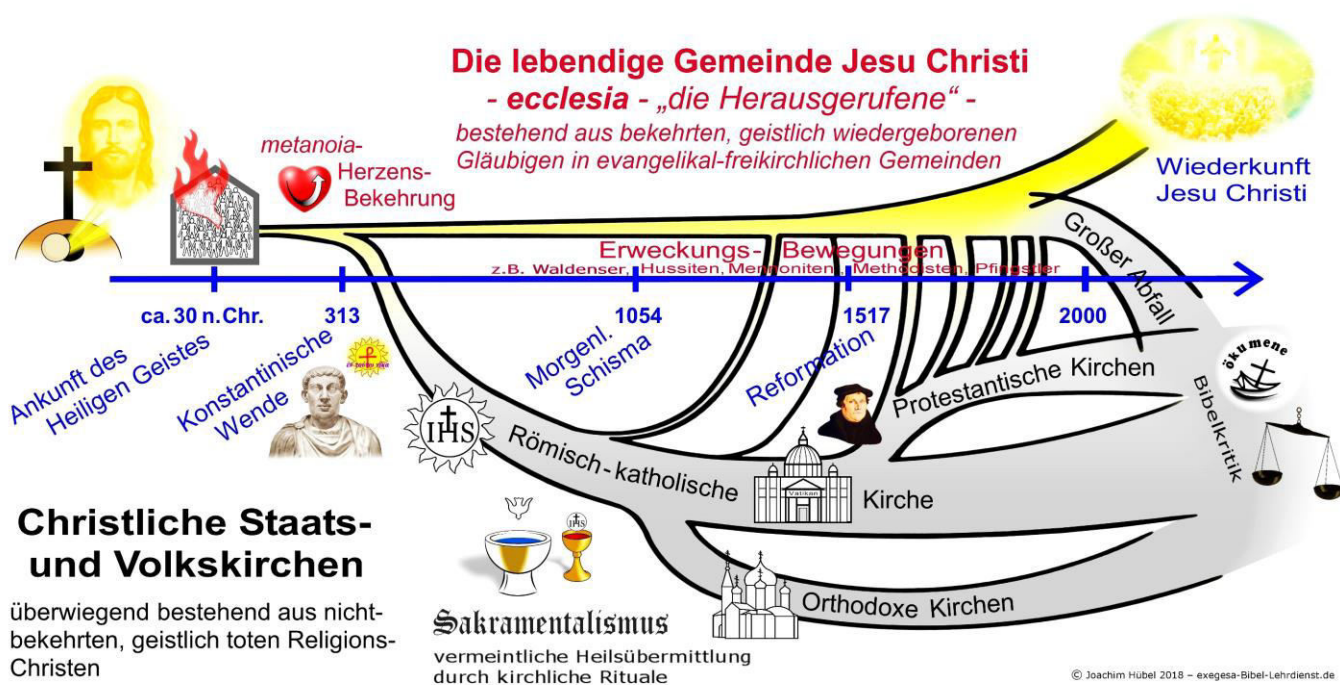 Die lebendige Gemeinde Jesu Christi
- ecclesia - „die Herausgerufene“ -
bestehend aus bekehrten, geistlich wiedergeborenen
Gläubigen in evangelikal-freikirchlichen Gemeinden
metanoia-
Herzens-
Bekehrung
Wiederkunft
Jesu Christi
Erweckungs- Bewegungen
z.B. Waldenser, Hussiten, Mennoniten, Methodisten, Pfingstler
Großer Abfall
ca. 30 n. Chr.
313
1054
1517
2000
Ankunft des
Heiligen Geistes
Konstantinische
Wende
Morgenl.
Schisma
Reformation
Protestantische Kirchen
ökumene
Bibelkritik
IHS
Römisch-katholische
Vatikan
Kirche
Christliche Staats-
und Volkskirchen
überwiegend bestehend aus nicht-
bekehrten, geistlich toten Religions-
Christen
IHS
Sakramentalismus
vermeintliche Heilsübermittlung
durch kirchliche Rituale
Orthodoxe Kirchen
© Joachim Hübel 2018 – exegesa-Bibel-Lehrdienst.de